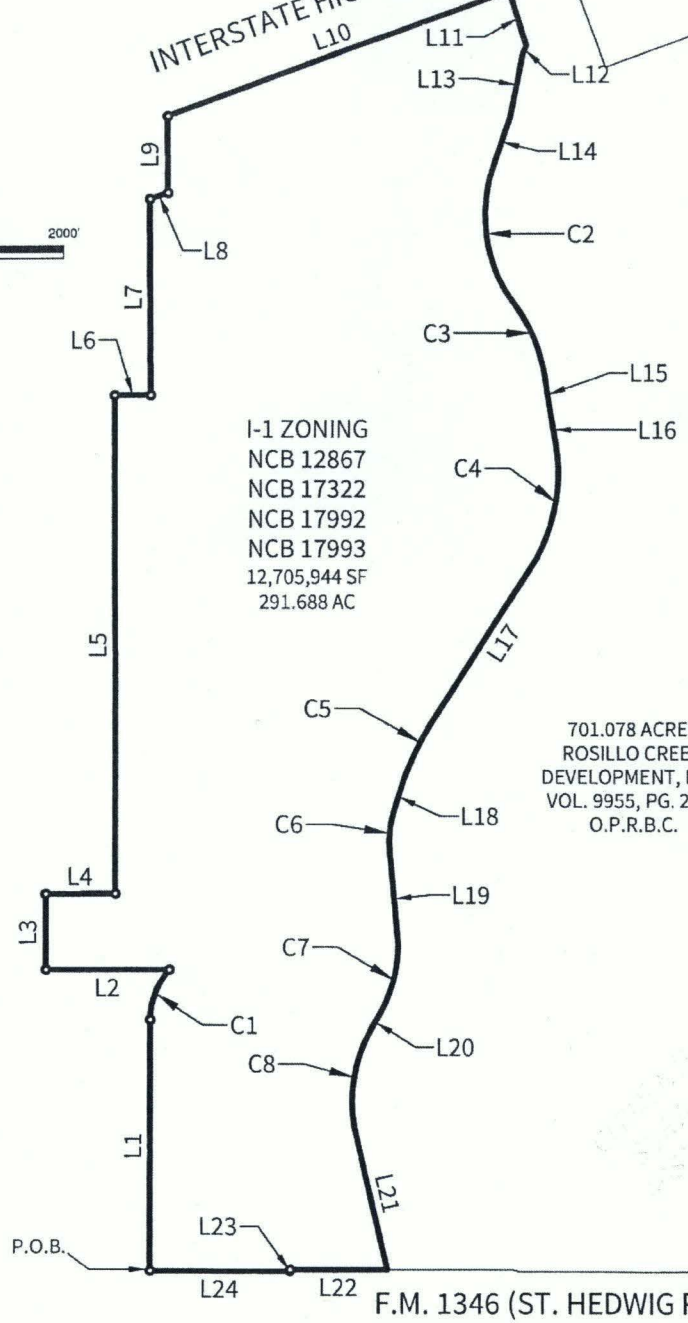 INTERSTATE
L10
L11
L12
L13
L14
L9
C2
2000'
L8
L7
C3
L6
L15
L16
I-1 ZONING
NCB 12867
NCB 17322
NCB 17992
NCB 17993
12,705,944 SF
291.688 AC
C4
L5
L17
C5
701.078 ACRE
ROSILLO CREE
DEVELOPMENT,
VOL. 9955, PG. 2
O.P.R.B.C.
L18
C6
L4
L19
L3
C7
L2
C1
L20
C8
L1
L21
L23
P.O.B.
L24
L22
F.M. 1346 (ST. HEDWIG